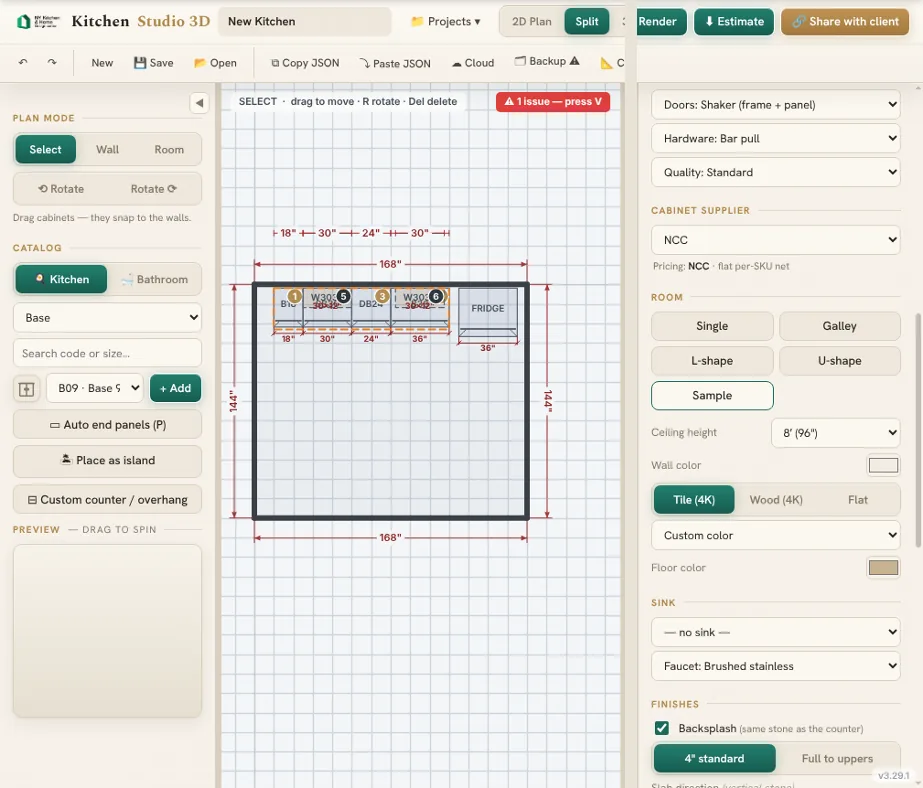 Kitchen Studio 3D
New Kitchen
📁 Projects ▾
2D Plan
Split
Render
⬇ Estimate
🔗 Share with client
↶
↷
New
💾 Save
📂 Open
⧉ Copy JSON
Paste JSON
☁ Cloud
Backup ⚠
📐 C
◀
PLAN MODE
Select
Wall
Room
⟲ Rotate
Rotate ⟳
Drag cabinets — they snap to the walls.
CATALOG
Kitchen
Bathroom
Base
Search code or size...
B09 · Base 9
+ Add
▭ Auto end panels (P)
🏝 Place as island
⊟ Custom counter / overhang
PREVIEW — DRAG TO SPIN
SELECT · drag to move · R rotate · Del delete
⚠ 1 issue — press V
18" 30" 24" 30"
168"
1
5
3
6
FRIDGE
18" 30" 24" 36"
36"
144"
144"
168"
Doors: Shaker (frame + panel)
Hardware: Bar pull
Quality: Standard
CABINET SUPPLIER
NCC
Pricing: NCC · flat per-SKU net
ROOM
Single
Galley
L-shape
U-shape
Sample
Ceiling height
8' (96")
Wall color
Tile (4K)
Wood (4K)
Flat
Custom color
Floor color
SINK
— no sink —
Faucet: Brushed stainless
FINISHES
Backsplash (same stone as the counter)
4" standard
Full to uppers
v3.29.1